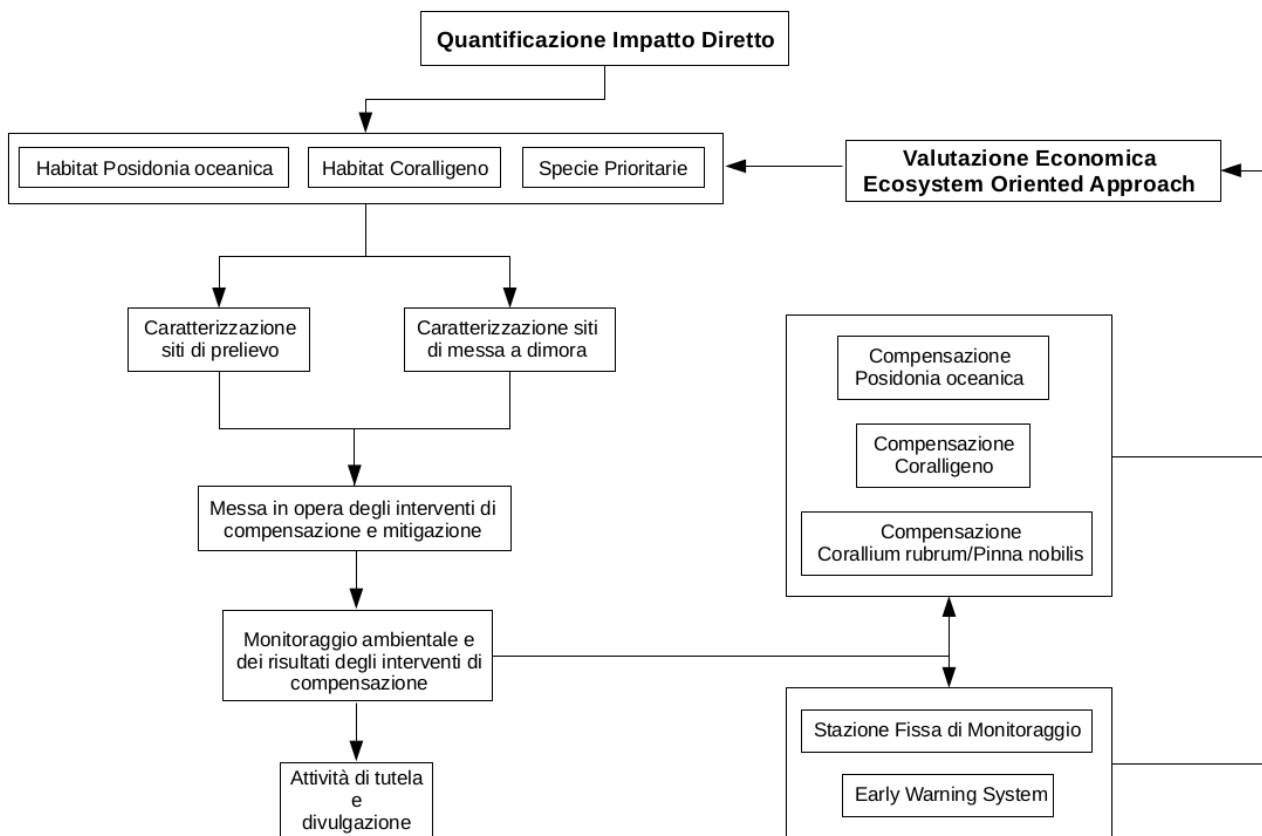 Quantificazione Impatto Diretto
Habitat Posidonia oceanica
Habitat Coralligeno
Specie Prioritarie
Valutazione Economica
Ecosystem Oriented Approach
Caratterizzazione
siti di prelievo
Caratterizzazione siti
di messa a dimora
Compensazione
Posidonia oceanica
Compensazione
Coralligeno
Compensazione
Corallium rubrum/Pinna nobilis
Messa in opera degli interventi di
compensazione e mitigazione
Monitoraggio ambientale e
dei risultati degli interventi di
compensazione
Stazione Fissa di Monitoraggio
Early Warning System
Attività di tutela
e
divulgazione